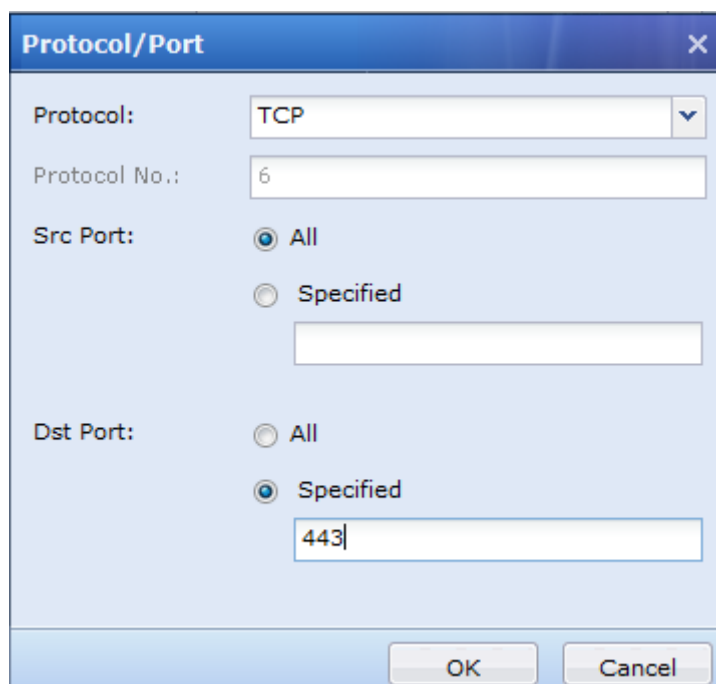 Protocol/Port
Protocol: TCP
Protocol No.: 6
Src Port: All
Specified
Dst Port: All
Specified
443
OK Cancel